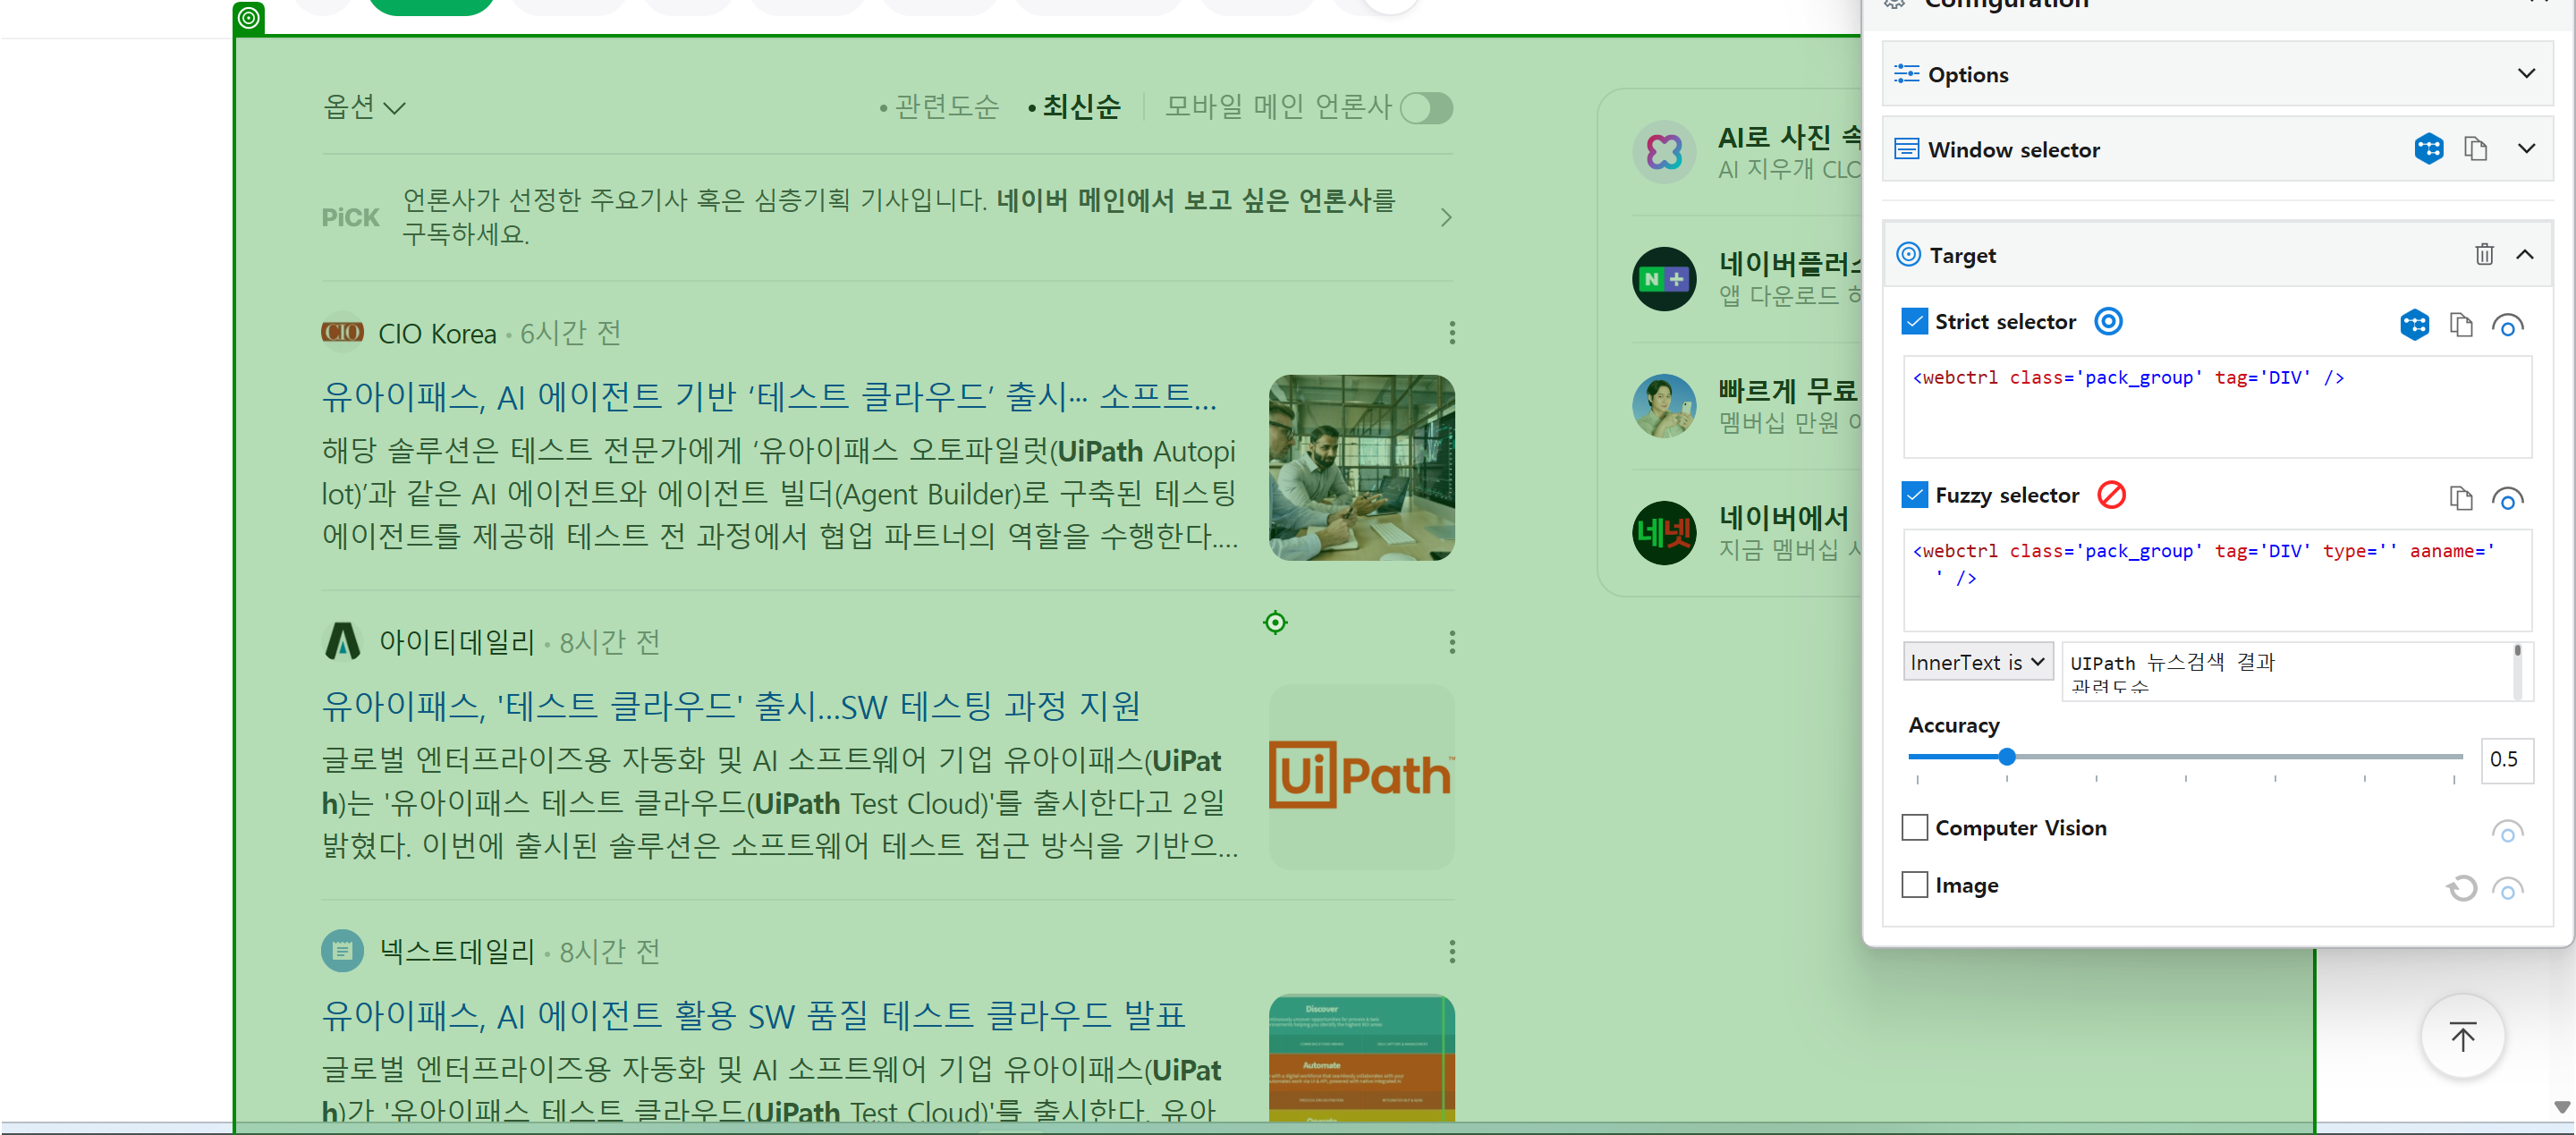 옵션
관련도순
최신순
모바일 메인 언론사
PiCK
언론사가 선정한 주요기사 혹은 심층기획 기사입니다. 네이버 메인에서 보고 싶은 언론사를
구독하세요.
CIO
CIO Korea
6시간 전
유아이패스, AI 에이전트 기반 ‘테스트 클라우드’ 출시··· 소프트...
해당 솔루션은 테스트 전문가에게 ‘유아이패스 오토파일럿(UiPath Autopi
lot)’과 같은 AI 에이전트와 에이전트 빌더(Agent Builder)로 구축된 테스팅
에이전트를 제공해 테스트 전 과정에서 협업 파트너의 역할을 수행한다....
아이티데일리
8시간 전
유아이패스, '테스트 클라우드' 출시...SW 테스팅 과정 지원
글로벌 엔터프라이즈용 자동화 및 AI 소프트웨어 기업 유아이패스(UiPat
h)는 '유아이패스 테스트 클라우드(UiPath Test Cloud)'를 출시한다고 2일
밝혔다. 이번에 출시된 솔루션은 소프트웨어 테스트 접근 방식을 기반으...
UiPath™
넥스트데일리
8시간 전
유아이패스, AI 에이전트 활용 SW 품질 테스트 클라우드 발표
글로벌 엔터프라이즈용 자동화 및 AI 소프트웨어 기업 유아이패스(UiPat
h)가 '유아이패스 테스트 클라우드(UiPath Test Cloud)'를 출시한다. 유아
Discover
Automate
AI로 사진 속
AI 지우개 CLO
N+
네이버플러스
앱 다운로드 하
빠르게 무료
멤버십 만원 이
네넷
네이버에서
지금 멤버십 시
Configuration
Options
Window selector
Target
Strict selector
<webctrl class='pack_group' tag='DIV' />
Fuzzy selector
<webctrl class='pack_group' tag='DIV' type='' aaname='
' />
InnerText is
UIPath 뉴스검색 결과
관련도순
Accuracy
0.5
Computer Vision
Image